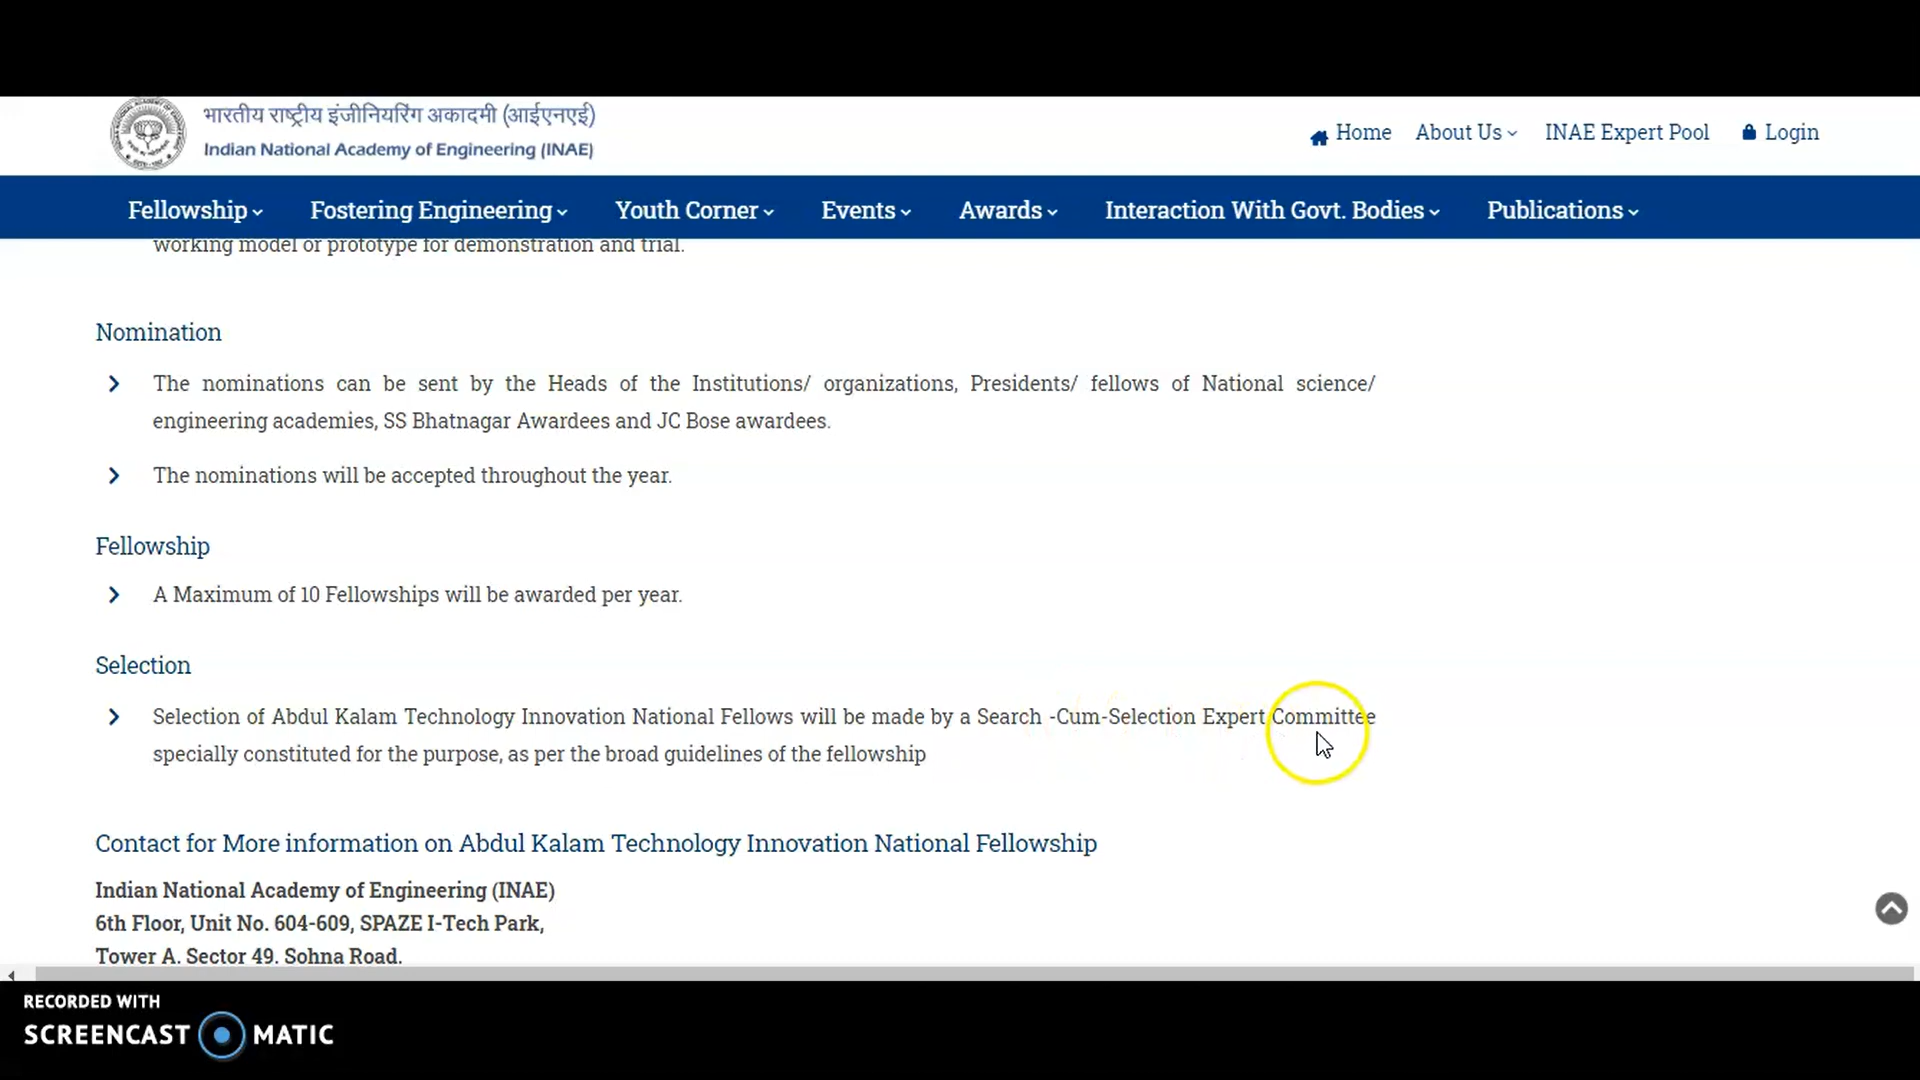 भारतीय राष्ट्रीय इंजीनियरिंग अकादमी (आईएनएई)
Indian National Academy of Engineering (INAE)
Home About Us INAE Expert Pool Login
Fellowship Fostering Engineering Youth Corner Events Awards Interaction With Govt. Bodies Publications
working model or prototype for demonstration and trial.
Nomination
The nominations can be sent by the Heads of the Institutions/ organizations, Presidents/ fellows of National science/
engineering academies, SS Bhatnagar Awardees and JC Bose awardees.
The nominations will be accepted throughout the year.
Fellowship
A Maximum of 10 Fellowships will be awarded per year.
Selection
Selection of Abdul Kalam Technology Innovation National Fellows will be made by a Search -Cum-Selection Expert Committee
specially constituted for the purpose, as per the broad guidelines of the fellowship
Contact for More information on Abdul Kalam Technology Innovation National Fellowship
Indian National Academy of Engineering (INAE)
6th Floor, Unit No. 604-609, SPAZE I-Tech Park,
Tower A. Sector 49. Sohna Road.
RECORDED WITH
SCREENCAST MATIC